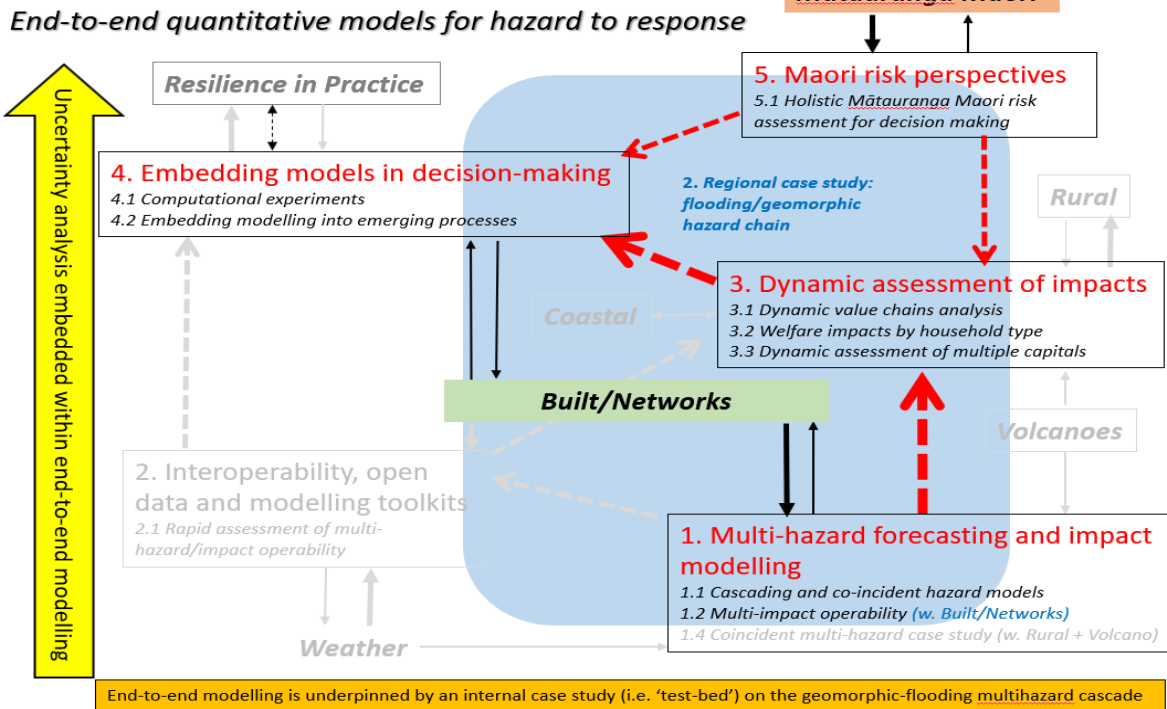 End-to-end quantitative models for hazard to response
Uncertainty analysis embedded within end-to-end modelling
Resilience in Practice
5. Maori risk perspectives
5.1 Holistic Mātauranga Maori risk
assessment for decision making
4. Embedding models in decision-making
4.1 Computational experiments
4.2 Embedding modelling into emerging processes
2. Regional case study:
flooding/geomorphic
hazard chain
Rural
3. Dynamic assessment of impacts
3.1 Dynamic value chains analysis
3.2 Welfare impacts by household type
3.3 Dynamic assessment of multiple capitals
Coastal
Built/Networks
Volcanoes
2. Interoperability, open
data and modelling toolkits
2.1 Rapid assessment of multi-
hazard/impact operability
1. Multi-hazard forecasting and impact
modelling
1.1 Cascading and co-incident hazard models
1.2 Multi-impact operability (w. Built/Networks)
1.4 Coincident multi-hazard case study (w. Rural + Volcano)
Weather
End-to-end modelling is underpinned by an internal case study (i.e. ‘test-bed’) on the geomorphic-flooding multihazard cascade